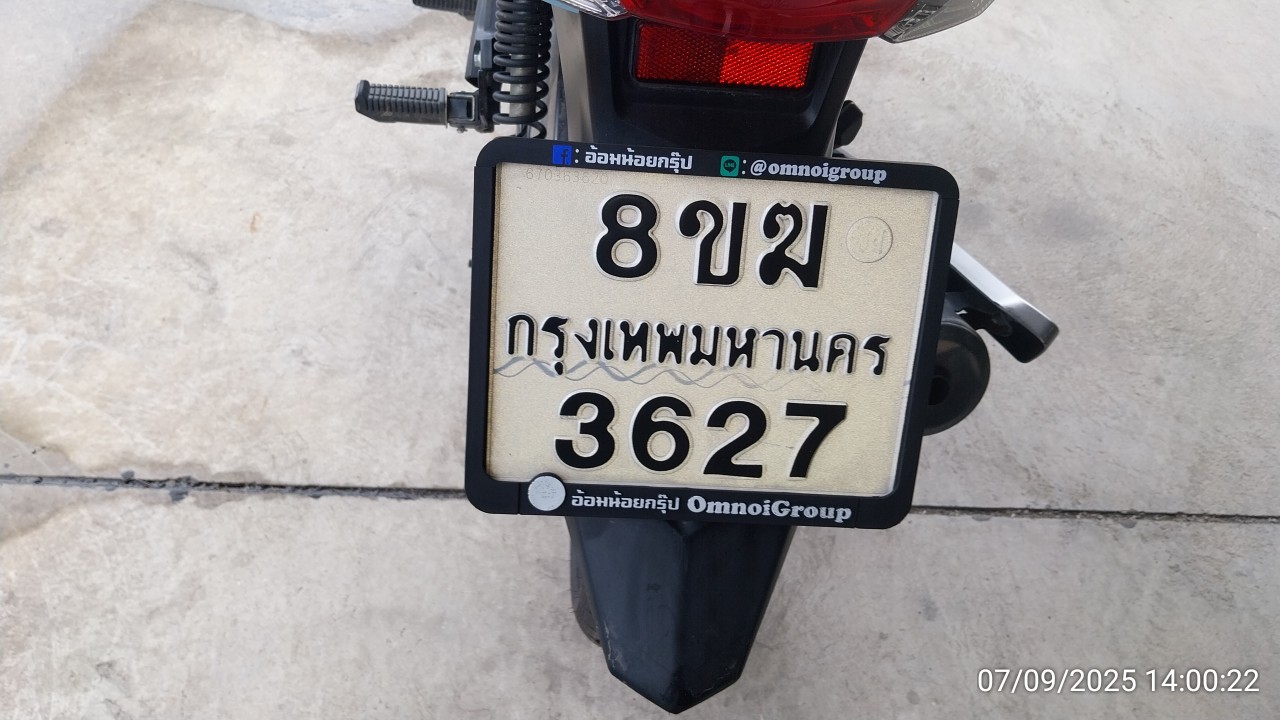 : อ้อมน้อยกรุ๊ป LINE : @omnoigroup
8ขฆ
กรุงเทพมหานคร
3627
อ้อมน้อยกรุ๊ป OmnoiGroup
07/09/2025 14:00:22